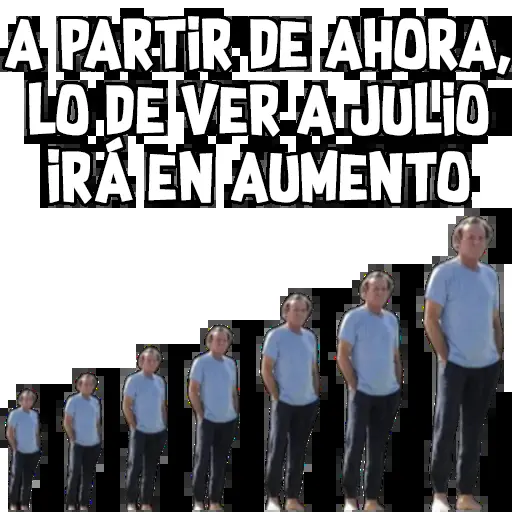 A PARTIR DE AHORA,
LO DE VER A JULIO
IRÁ EN AUMENTO